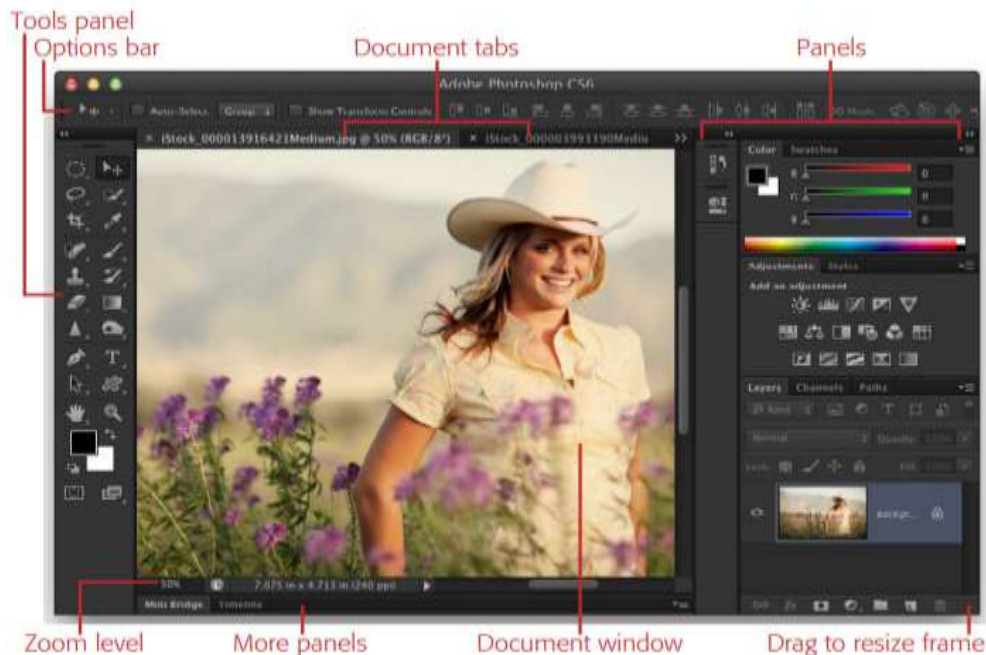 Tools panel
Options bar
Document tabs
Panels
Adobe Photoshop CS6
Auto-Select: Group Show Transform Controls 3D Mode:
× iStock_000013916421Medium.jpg @ 50% (RGB/8*) × iStock_000001993190Mediu
Color Swatches
R 0
G 0
B 0
Adjustments Styles
Add an adjustment
Layers Channels Paths
Kind
Normal Opacity: 100%
Lock: Fill: 100%
50% 7.075 in x 4.713 in (240 ppi)
Mini Bridge Timeline
Zoom level
More panels
Document window
Drag to resize frame